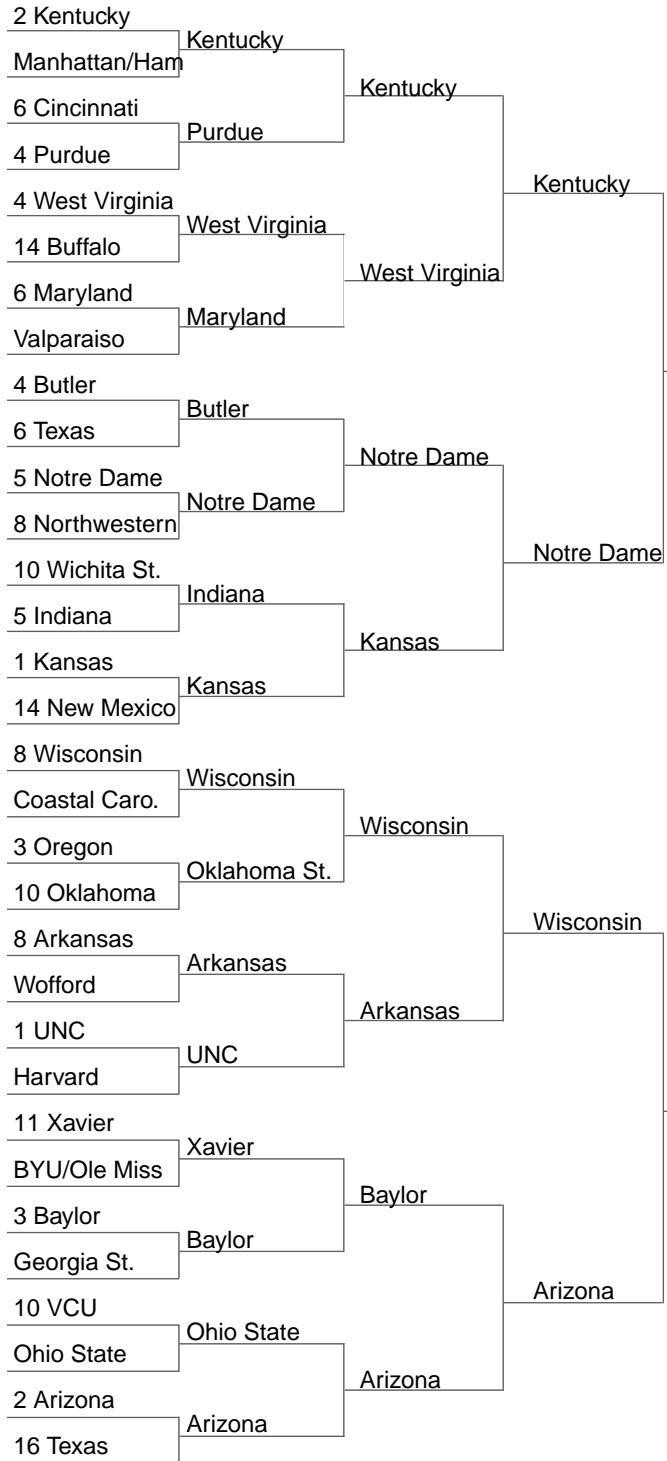 2 Kentucky
Manhattan/Ham
6 Cincinnati
4 Purdue
4 West Virginia
14 Buffalo
6 Maryland
Valparaiso
4 Butler
6 Texas
5 Notre Dame
8 Northwestern
10 Wichita St.
5 Indiana
1 Kansas
14 New Mexico
8 Wisconsin
Coastal Caro.
3 Oregon
10 Oklahoma
8 Arkansas
Wofford
1 UNC
Harvard
11 Xavier
BYU/Ole Miss
3 Baylor
Georgia St.
10 VCU
Ohio State
2 Arizona
16 Texas
Kentucky
Purdue
West Virginia
Maryland
Butler
Notre Dame
Indiana
Kansas
Wisconsin
Oklahoma St.
Arkansas
UNC
Xavier
Baylor
Ohio State
Arizona
Kentucky
West Virginia
Notre Dame
Kansas
Wisconsin
Arkansas
Baylor
Arizona
Kentucky
Notre Dame
Wisconsin
Arizona